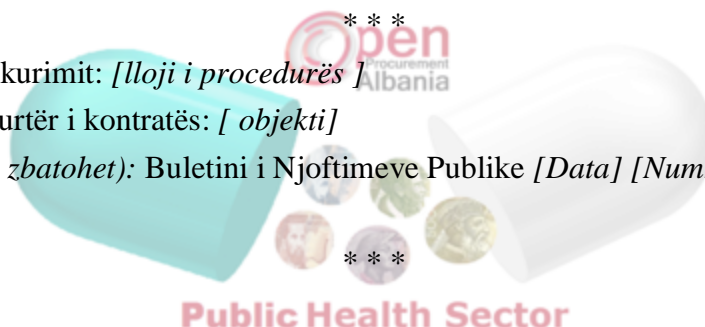 * * *
Open
Procurement
Albania
kurimit: [lloji i procedurës ]
urtër i kontratës: [ objekti]
zbatohet): Buletini i Njoftimeve Publike [Data] [Num
* * *
Public Health Sector